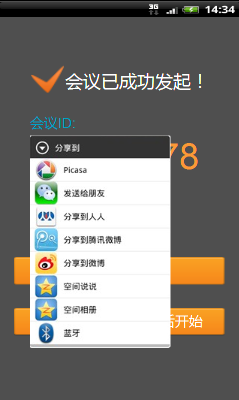 3G
14:34
会议已成功发起！
会议ID:
78
分享到
Picasa
发送给朋友
分享到人人
分享到腾讯微博
分享到微博
空间说说
空间相册
蓝牙
后开始